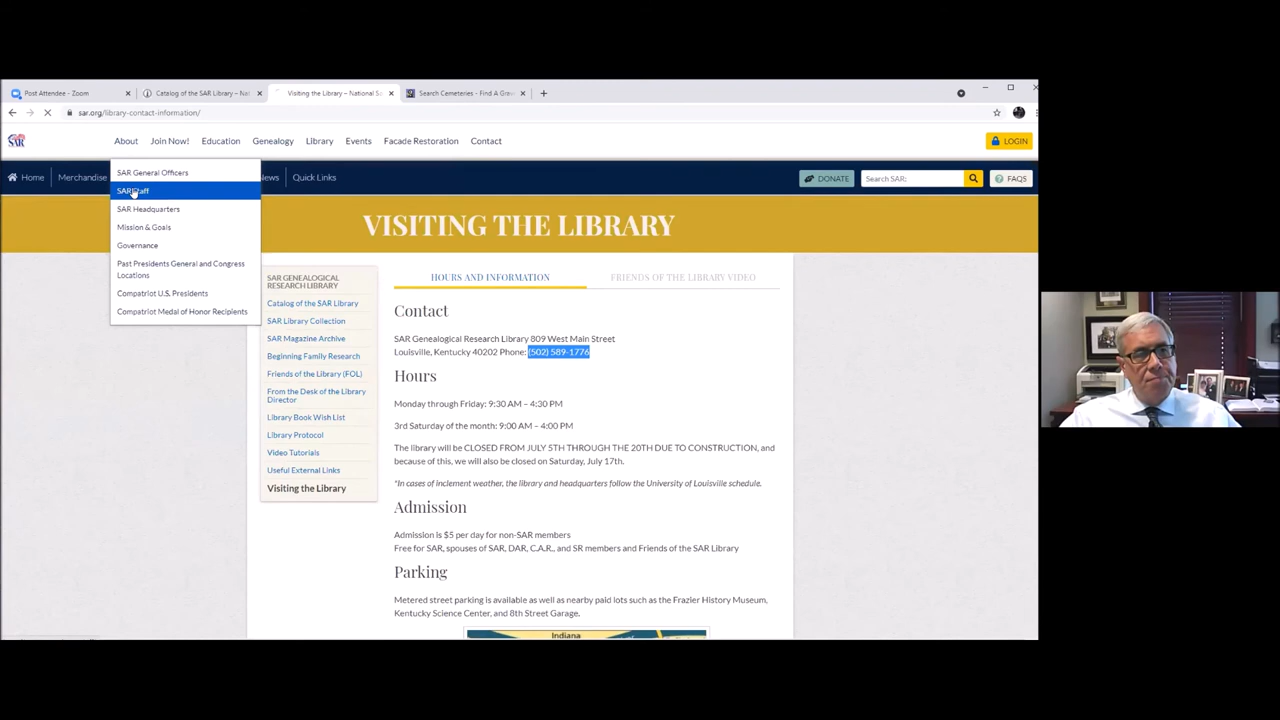 Post Attendee - Zoom
Catalog of the SAR Library – Nat
Visiting the Library – National Sa
Search Cemeteries - Find A Grave
sar.org/library-contact-information/
SAR
About
Join Now!
Education
Genealogy
Library
Events
Facade Restoration
Contact
LOGIN
Home
Merchandise
News
Quick Links
DONATE
Search SAR:
FAQS
SAR General Officers
SAR Staff
SAR Headquarters
Mission & Goals
Governance
Past Presidents General and Congress
Locations
Compatriot U.S. Presidents
Compatriot Medal of Honor Recipients
VISITING THE LIBRARY
SAR GENEALOGICAL
RESEARCH LIBRARY
Catalog of the SAR Library
SAR Library Collection
SAR Magazine Archive
Beginning Family Research
Friends of the Library (FOL)
From the Desk of the Library
Director
Library Book Wish List
Library Protocol
Video Tutorials
Useful External Links
Visiting the Library
HOURS AND INFORMATION
FRIENDS OF THE LIBRARY VIDEO
Contact
SAR Genealogical Research Library 809 West Main Street
Louisville, Kentucky 40202 Phone: (502) 589-1776
Hours
Monday through Friday: 9:30 AM – 4:30 PM
3rd Saturday of the month: 9:00 AM – 4:00 PM
The library will be CLOSED FROM JULY 5TH THROUGH THE 20TH DUE TO CONSTRUCTION, and
because of this, we will also be closed on Saturday, July 17th.
*In cases of inclement weather, the library and headquarters follow the University of Louisville schedule.
Admission
Admission is $5 per day for non-SAR members
Free for SAR, spouses of SAR, DAR, C.A.R., and SR members and Friends of the SAR Library
Parking
Metered street parking is available as well as nearby paid lots such as the Frazier History Museum,
Kentucky Science Center, and 8th Street Garage.
Indiana